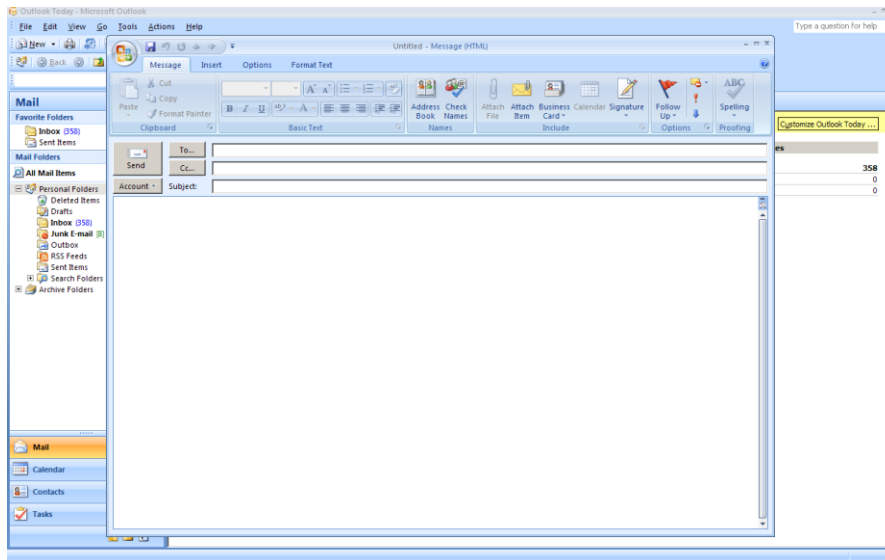 Outlook Today - Microsoft Outlook
File Edit View Go Tools Actions Help
Type a question for help
New
Back
Untitled - Message (HTML)
Message Insert Options Format Text
Paste
Cut
Copy
Format Painter
Clipboard
B I U
Basic Text
Address Book
Check Names
Names
Attach File
Attach Item
Business Card
Calendar
Signature
Include
Follow Up
Options
ABC
Spelling
Proofing
Customize Outlook Today ...
es
358
0
0
Send
To...
Cc...
Account
Subject:
Mail
Favorite Folders
Inbox (358)
Sent Items
Mail Folders
All Mail Items
Personal Folders
Deleted Items
Drafts
Inbox (358)
Junk E-mail
Outbox
RSS Feeds
Sent Items
Search Folders
Archive Folders
Mail
Calendar
Contacts
Tasks